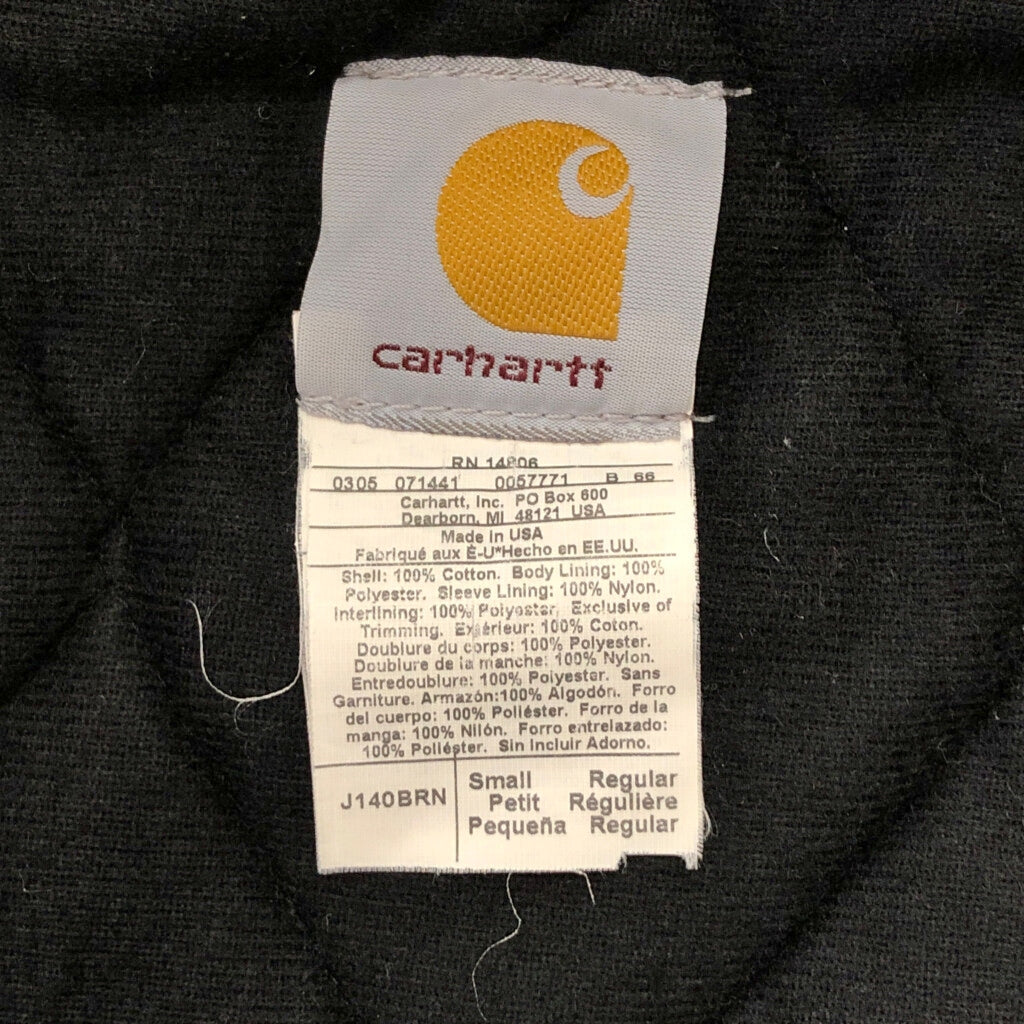 carhartt
RN 14806
0305 071441 0057771 B 66
Carhartt, Inc. PO Box 600
Dearborn, MI 48121 USA
Made in USA
Fabriqué aux É-U*Hecho en EE.UU.
Shell: 100% Cotton. Body Lining: 100%
Polyester. Sleeve Lining: 100% Nylon.
Interlining: 100% Polyester, Exclusive of
Trimming. Extérieur: 100% Coton.
Doublure du corps: 100% Polyester.
Doublure de la manche: 100% Nylon.
Entredoublure: 100% Polyester. Sans
Garniture. Armazón:100% Algodón. Forro
del cuerpo: 100% Poliéster. Forro de la
manga: 100% Nilón. Forro entrelazado:
100% Poliéster. Sin Incluir Adorno.
J140BRN
Small Regular
Petit Régulière
Pequeña Regular